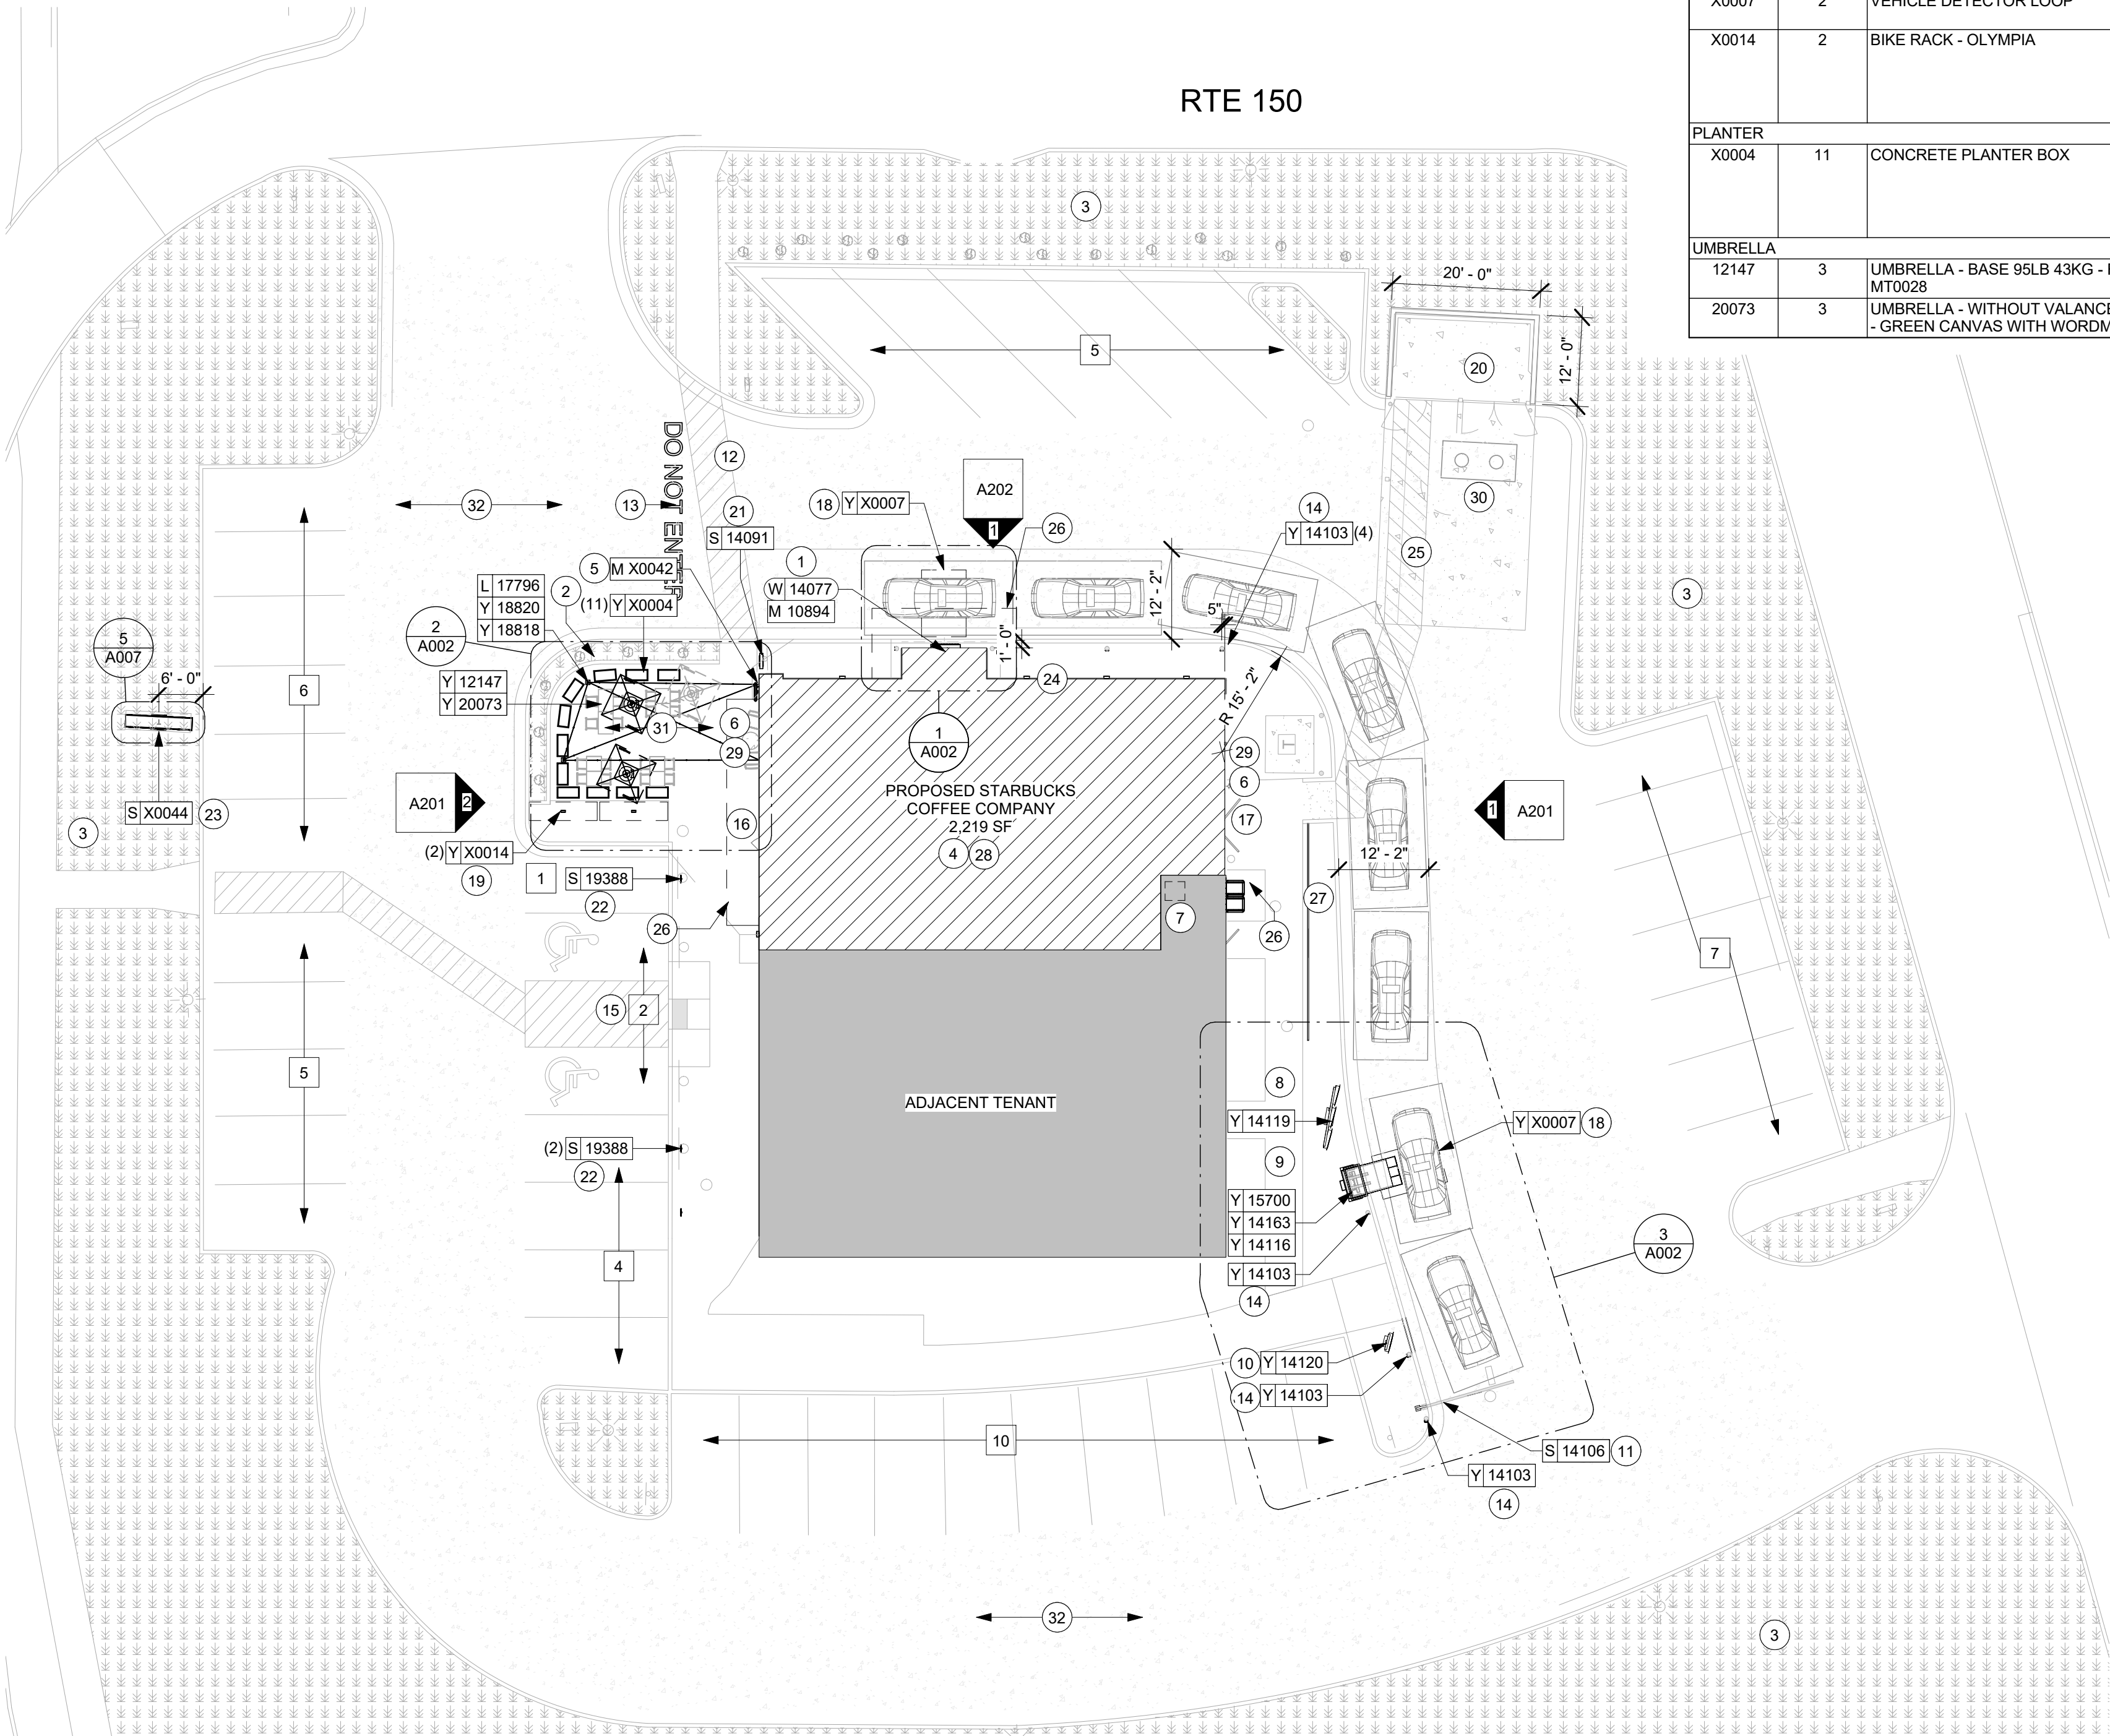 X0007 2 VEHICLE DETECTOR LOOP
X0014 2 BIKE RACK - OLYMPIA
PLANTER
X0004 11 CONCRETE PLANTER BOX
UMBRELLA
12147 3 UMBRELLA - BASE 95LB 43KG -
MT0028
20073 3 UMBRELLA - WITHOUT
- GREEN CANVAS WITH
RTE 150
3
20' - 0"
12' - 0"
20
5
30
25
3
DO NOT ENTER
12
32
13
21
S 14091
18 Y X0007
A202
1
26
14
Y 14103 (4)
5 M X0042
1
W 14077
M 10894
12' - 2"
5"
1' - 0"
L 17796
Y 18820
Y 18818
2
(11) Y X0004
2
A002
5
A007
6' - 0"
6
Y 12147
Y 20073
31
6
29
24
R 15' - 2"
1
A002
29
6
17
PROPOSED STARBUCKS
COFFEE COMPANY
2,219 SF
4 28
A201 2
1 A201
S X0044 23
3
16
(2) Y X0014
19
1 S 19388
22
26
7
26
27
12' - 2"
7
15 2
5
ADJACENT TENANT
8
Y 14119
9
Y X0007 18
(2) S 19388
22
Y 15700
Y 14163
Y 14116
Y 14103
14
3
A002
4
10 Y 14120
14 Y 14103
10
S 14106 11
Y 14103
14
32
3
T